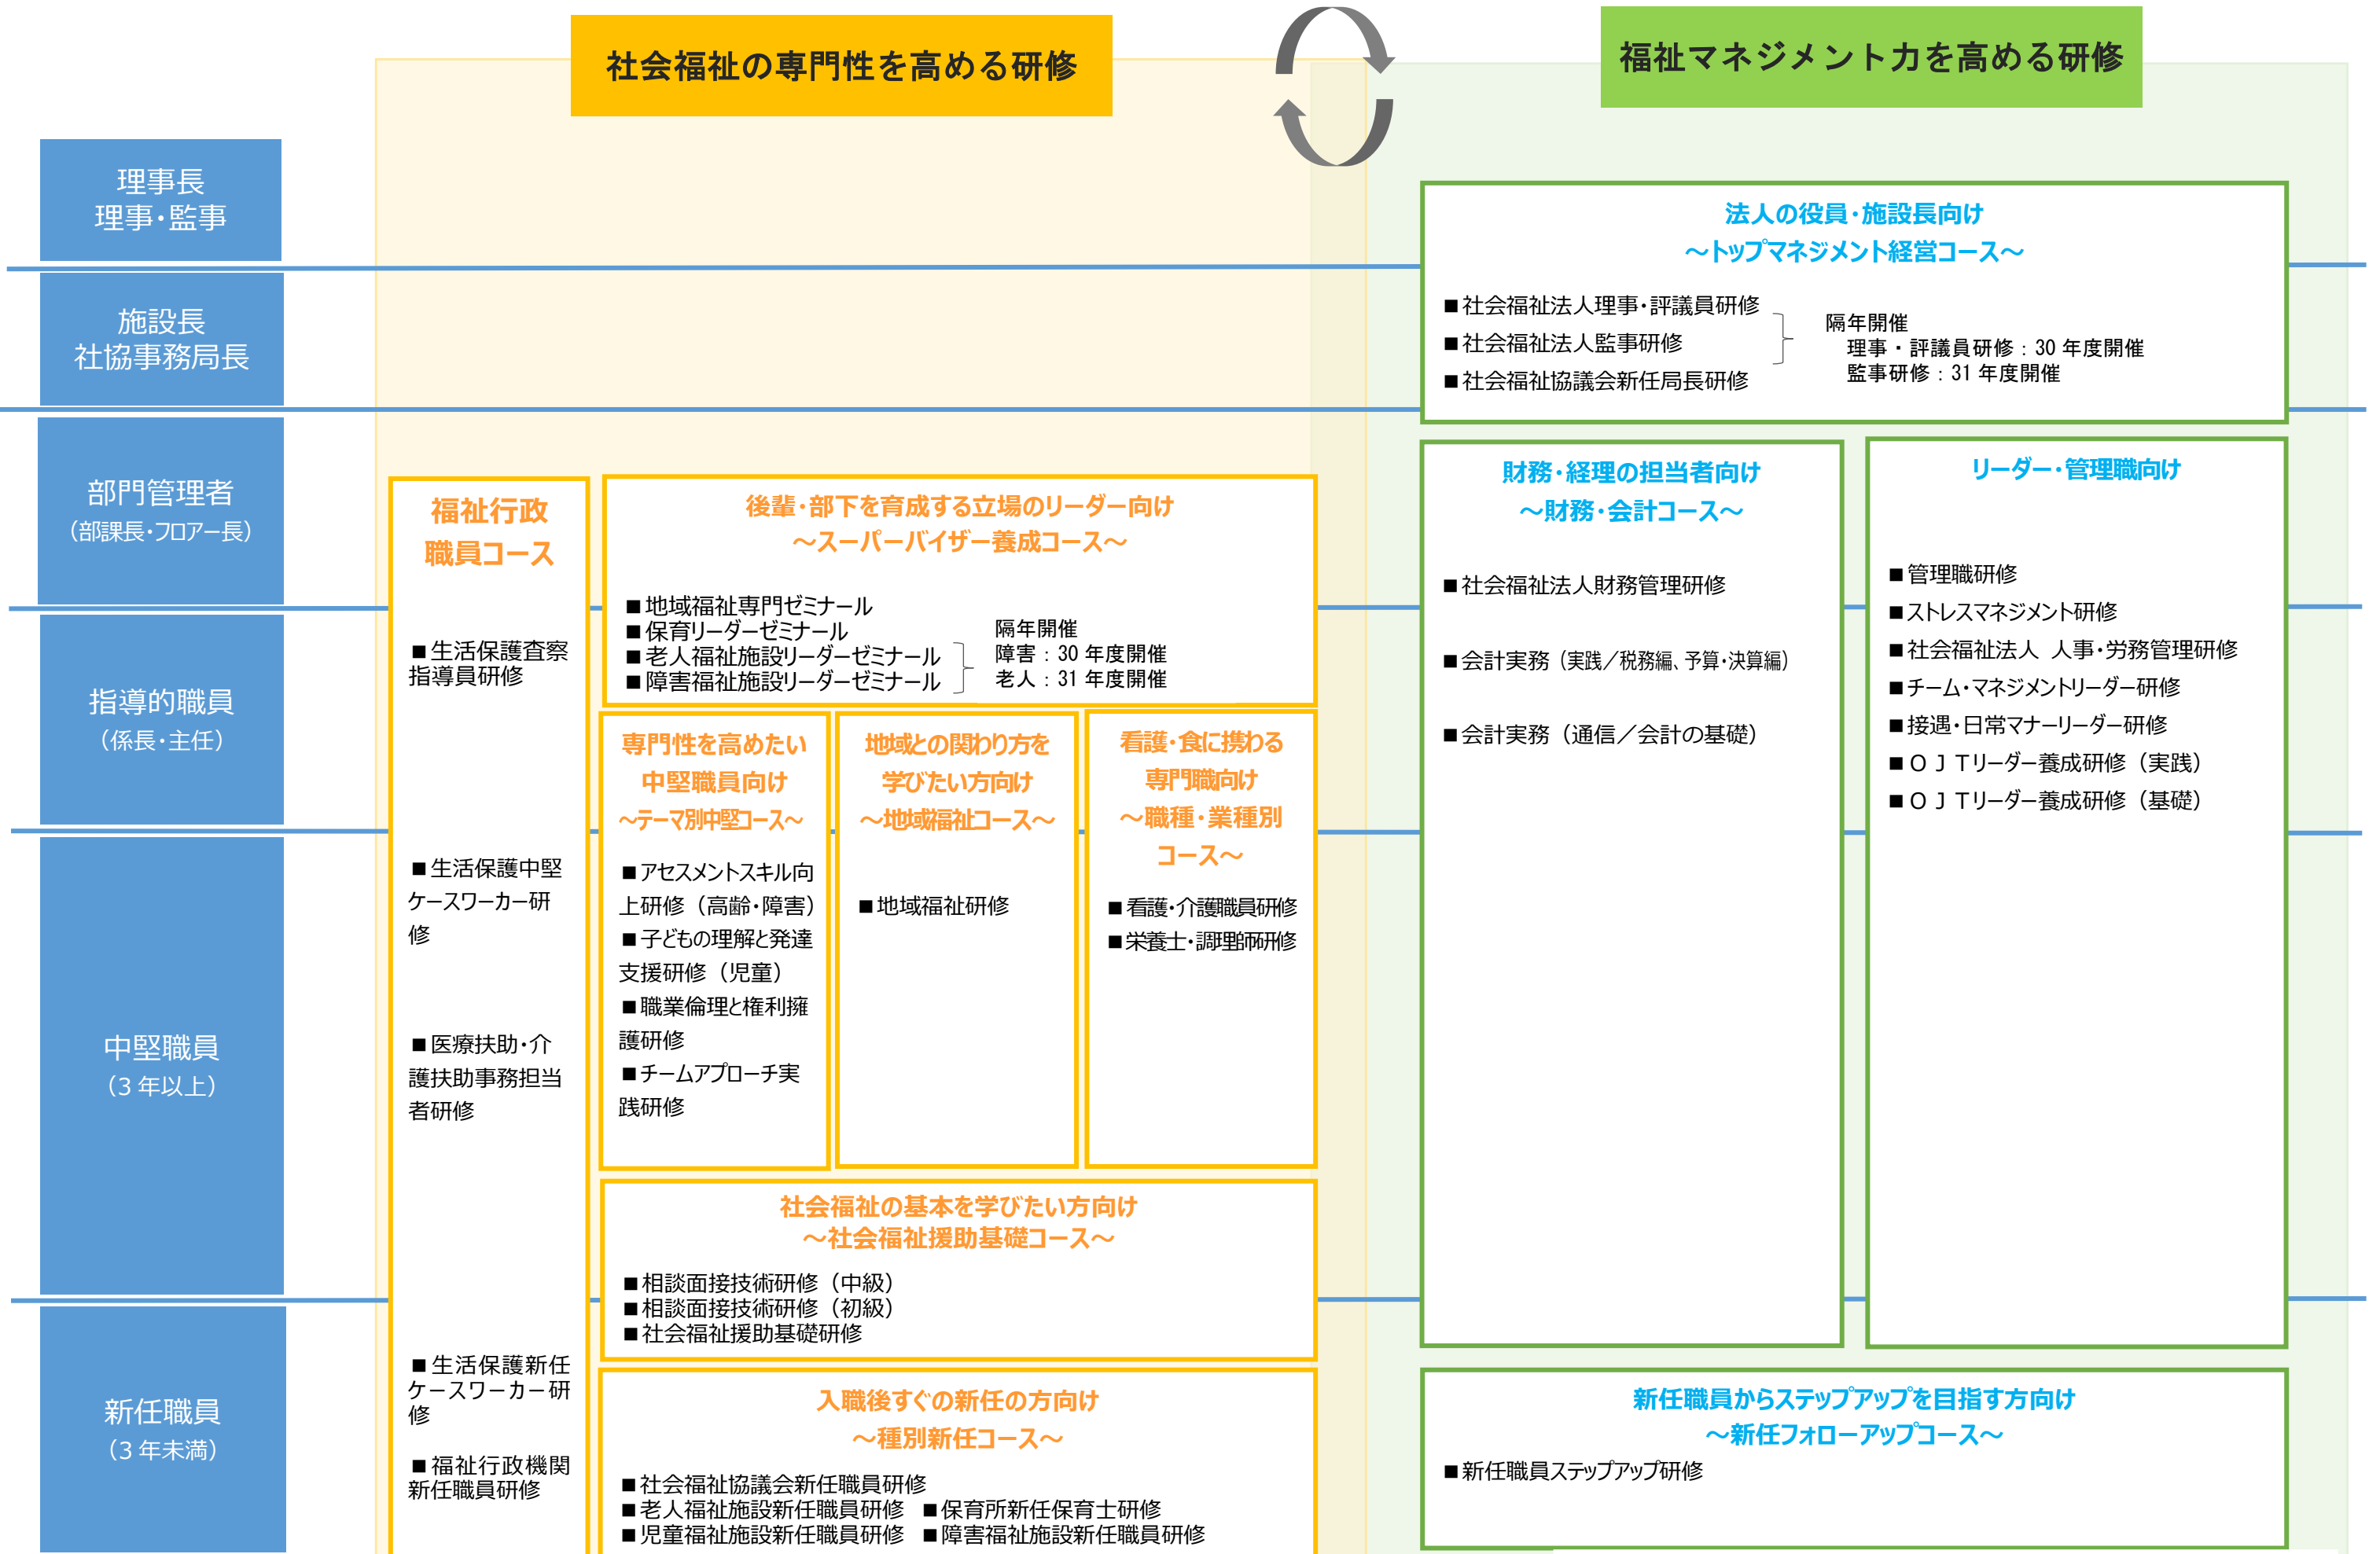 社会福祉の専門性を高める研修
福祉マネジメント力を高める研修
理事長
理事・監事
施設長
社協事務局長
部門管理者
（部課長・フロアー長）
指導的職員
（係長・主任）
中堅職員
（3年以上）
新任職員
（3年未満）
福祉行政
職員コース
■生活保護査察
指導員研修
■生活保護中堅
ケースワーカー研
修
■医療扶助・介
護扶助事務担当
者研修
■生活保護新任
ケースワーカー研
修
■福祉行政機関
新任職員研修
後輩・部下を育成する立場のリーダー向け
～スーパーバイザー養成コース～
■地域福祉専門ゼミナール
■保育リーダーゼミナール
■老人福祉施設リーダーゼミナール
■障害福祉施設リーダーゼミナール
隔年開催
障害：30年度開催
老人：31年度開催
専門性を高めたい
中堅職員向け
～テーマ別中堅コース～
■アセスメントスキル向
上研修（高齢・障害）
■子どもの理解と発達
支援研修（児童）
■職業倫理と権利擁
護研修
■チームアプローチ実
践研修
地域との関わり方を
学びたい方向け
～地域福祉コース～
■地域福祉研修
看護・食に携わる
専門職向け
～職種・業種別
コース～
■看護・介護職員研修
■栄養士・調理師研修
社会福祉の基本を学びたい方向け
～社会福祉援助基礎コース～
■相談面接技術研修（中級）
■相談面接技術研修（初級）
■社会福祉援助基礎研修
入職後すぐの新任の方向け
～種別新任コース～
■社会福祉協議会新任職員研修
■老人福祉施設新任職員研修　■保育所新任保育士研修
■児童福祉施設新任職員研修　■障害福祉施設新任職員研修
法人の役員・施設長向け
～トップマネジメント経営コース～
■社会福祉法人理事・評議員研修
■社会福祉法人監事研修
■社会福祉協議会新任局長研修
隔年開催
理事・評議員研修：30年度開催
監事研修：31年度開催
財務・経理の担当者向け
～財務・会計コース～
■社会福祉法人財務管理研修
■会計実務（実践／税務編、予算・決算編）
■会計実務（通信／会計の基礎）
リーダー・管理職向け
■管理職研修
■ストレスマネジメント研修
■社会福祉法人 人事・労務管理研修
■チーム・マネジメントリーダー研修
■接遇・日常マナーリーダー研修
■ＯＪＴリーダー養成研修（実践）
■ＯＪＴリーダー養成研修（基礎）
新任職員からステップアップを目指す方向け
～新任フォローアップコース～
■新任職員ステップアップ研修